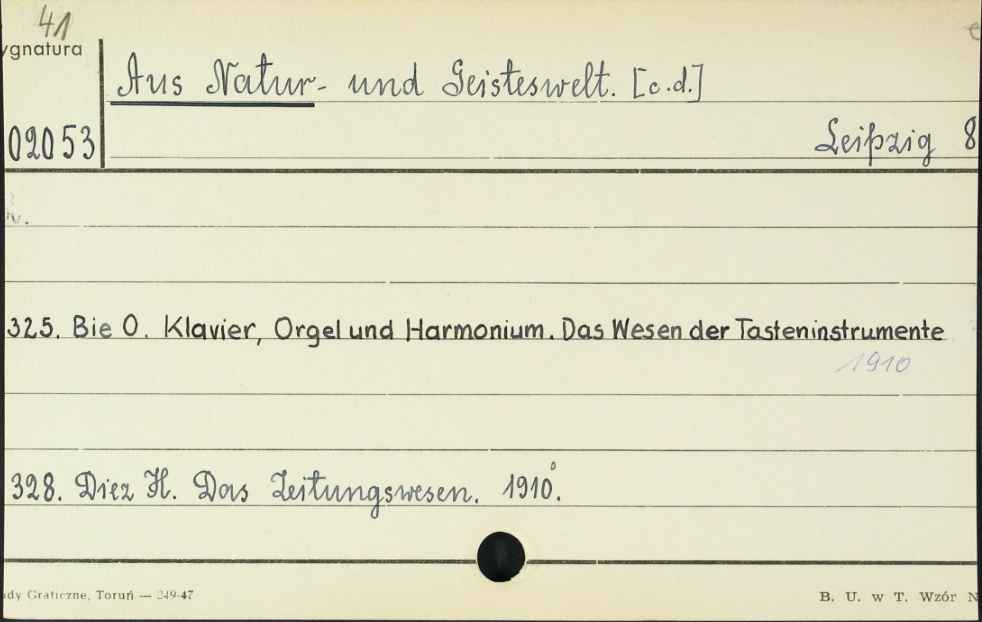 41
ygnatura
Aus Natur- und Geisteswelt. [c.d.]
02053
Leipzig 8
325. Bie O. Klavier, Orgel und Harmonium. Das Wesen der Tasteninstrumente
1910
328. Diez H. Das Zeitungswesen. 1910.
ady Graficzne, Toruń — 249-47
B. U. w T. Wzór N